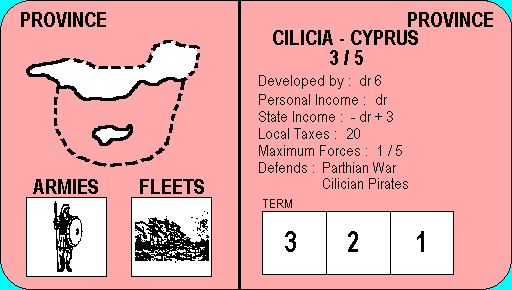 PROVINCE
ARMIES FLEETS
PROVINCE
CILICIA - CYPRUS
3 / 5
Developed by : dr 6
Personal Income : dr
State Income : - dr + 3
Local Taxes : 20
Maximum Forces : 1 / 5
Defends : Parthian War
Cilician Pirates
TERM
3 2 1